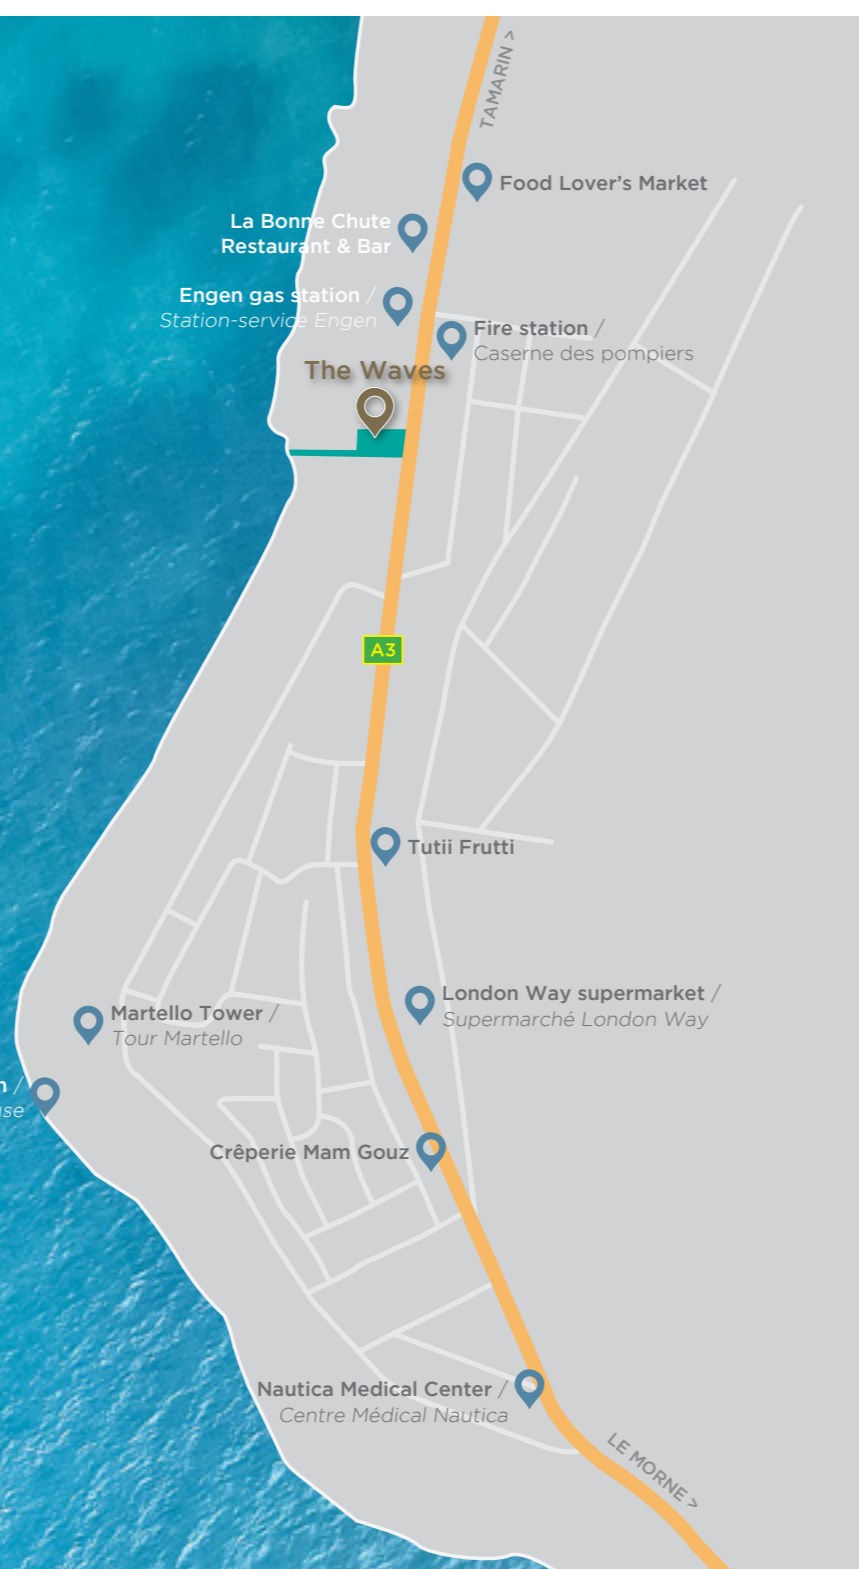 TAMARIN >
Food Lover's Market
La Bonne Chute
Restaurant & Bar
Engen gas station /
Station-service Engen
Fire station /
Caserne des pompiers
The Waves
A3
Tutii Frutti
London Way supermarket /
Supermarché London Way
Martello Tower /
Tour Martello
Crêperie Mam Gouz
Nautica Medical Center /
Centre Médical Nautica
LE MORNE >